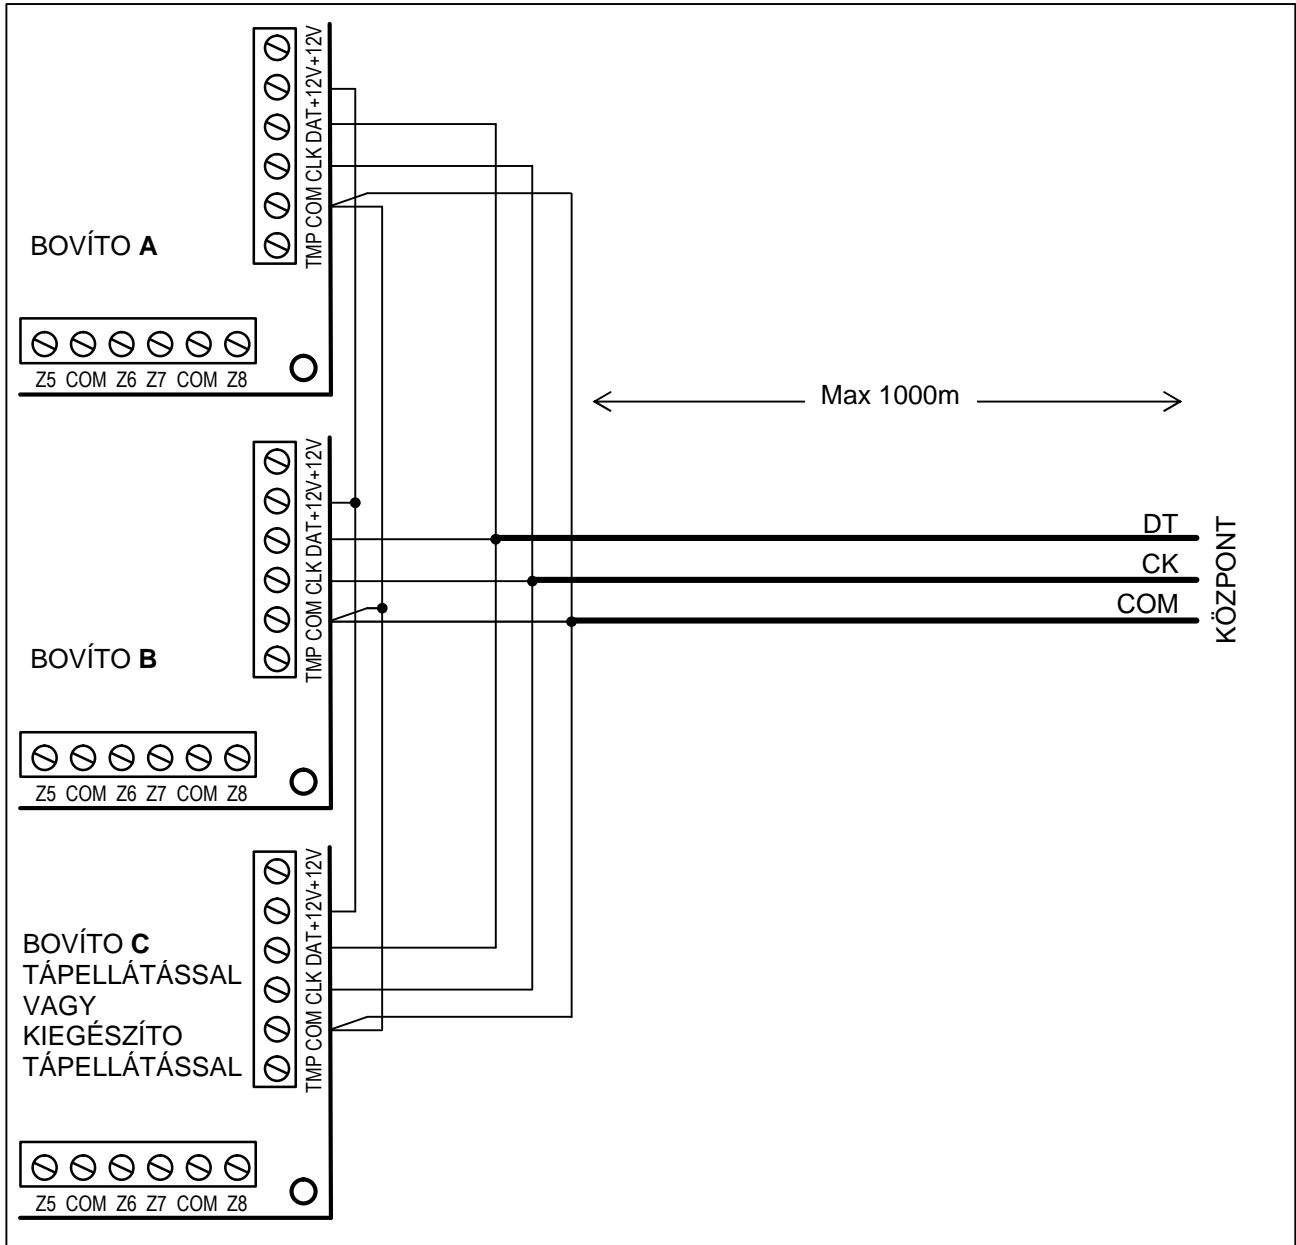 TMP COM CLK DAT+12V+12V
BOVÍTO A
Z5 COM Z6 Z7 COM Z8
Max 1000m
TMP COM CLK DAT+12V+12V
DT
CK
COM
KÖZPONT
BOVÍTO B
Z5 COM Z6 Z7 COM Z8
TMP COM CLK DAT+12V+12V
BOVÍTO C
TÁPELLÁTÁSSAL
VAGY
KIEGÉSZÍTO
TÁPELLÁTÁSSAL
Z5 COM Z6 Z7 COM Z8